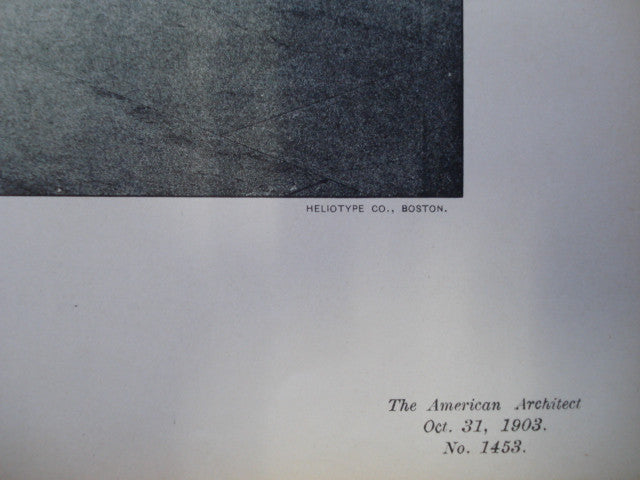 HELIOTYPE CO., BOSTON.
The American Architect
Oct. 31, 1903.
No. 1453.